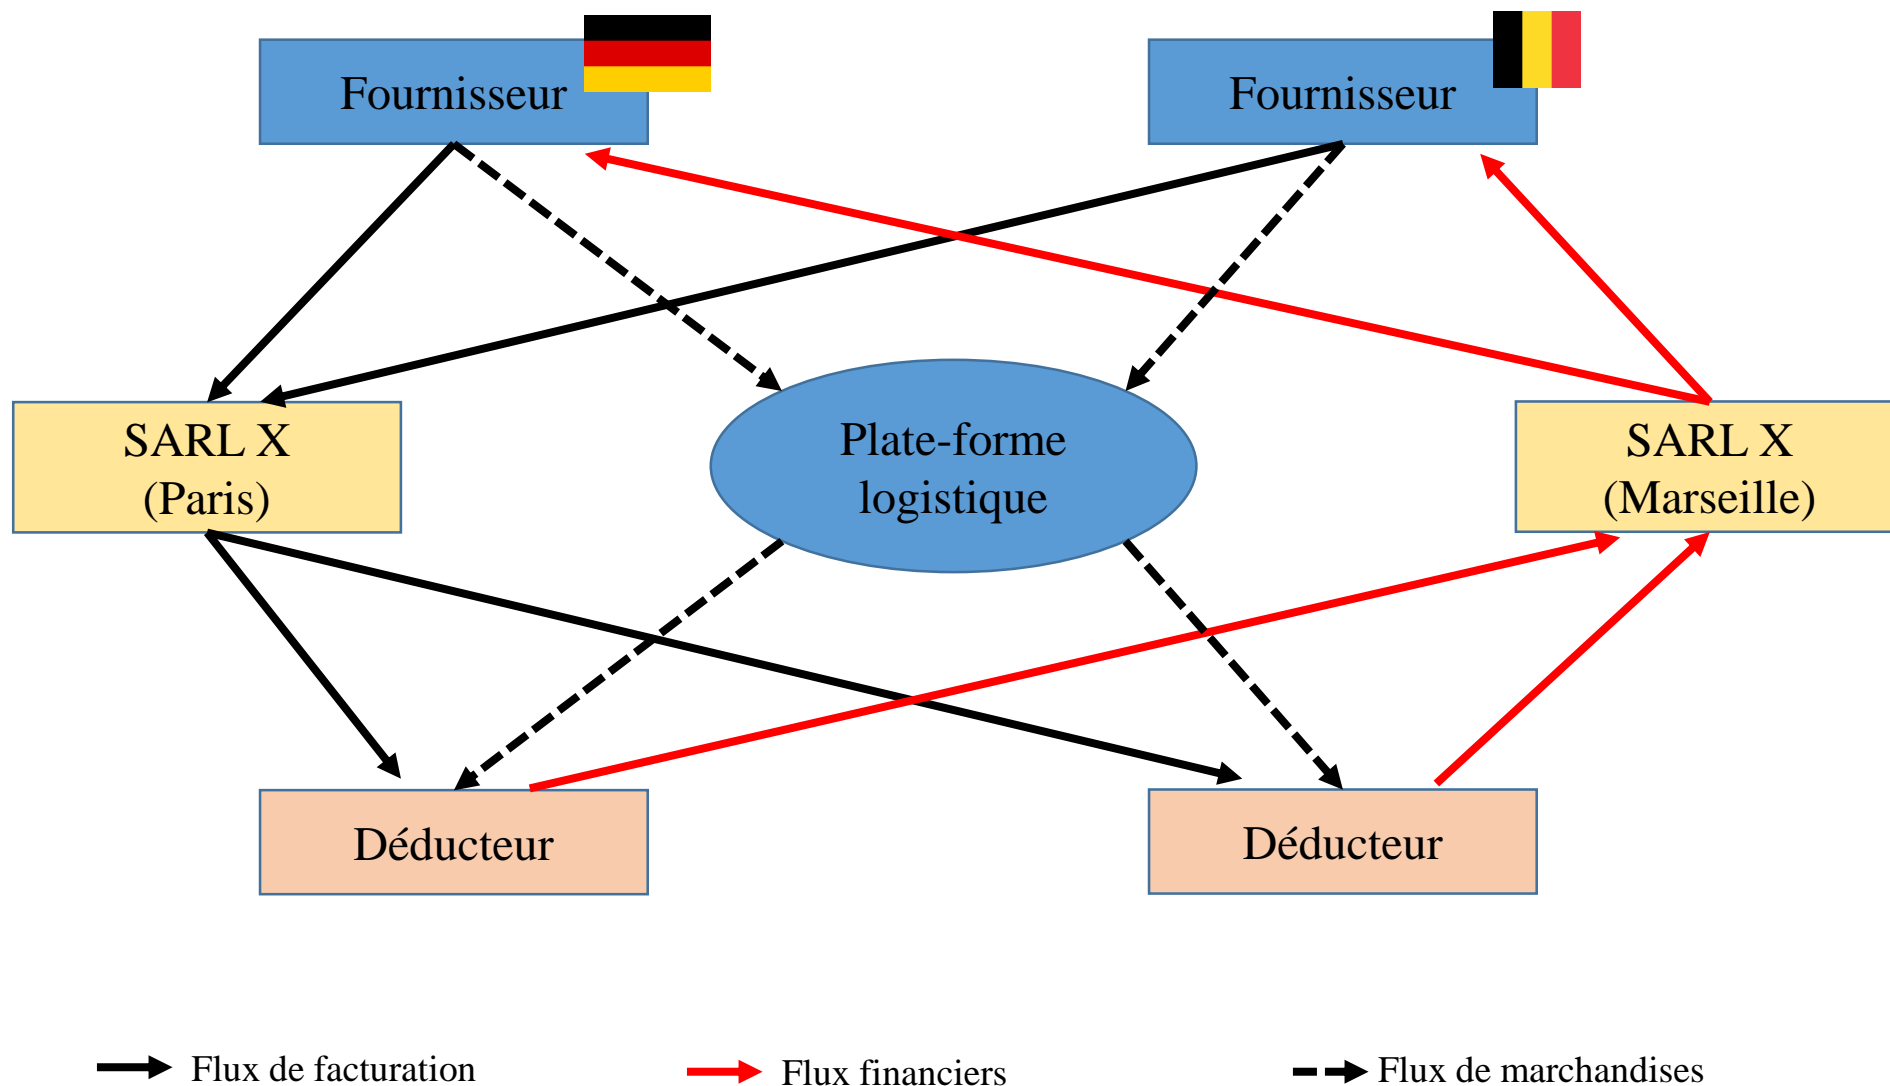 Fournisseur
Fournisseur
SARL X
(Paris)
Plate-forme
logistique
SARL X
(Marseille)
Déducteur
Déducteur
Flux de facturation
Flux financiers
Flux de marchandises